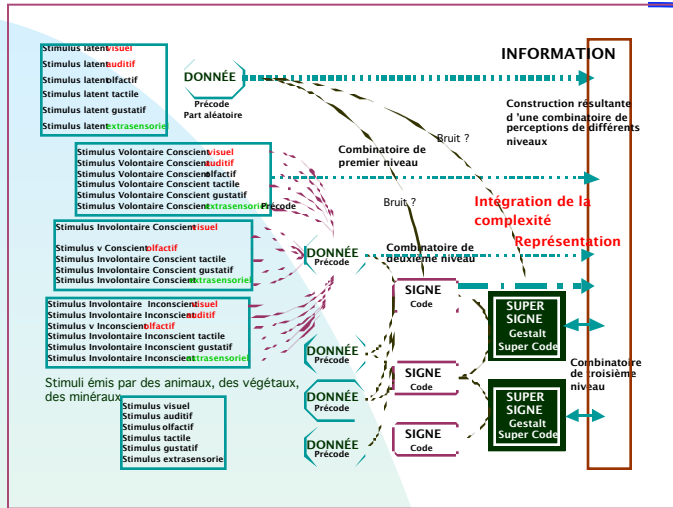 Stimulus latent visuel
Stimulus latent auditif
Stimulus latent olfactif
Stimulus latent tactile
Stimulus latent gustatif
Stimulus latent extrasensoriel
DONNÉE
Précode
Part aléatoire
INFORMATION
Construction résultante
d 'une combinatoire de
perceptions de différents
niveaux
Bruit ?
Combinatoire de
premier niveau
Stimulus Volontaire Conscient visuel
Stimulus Volontaire Conscient auditif
Stimulus Volontaire Conscient olfactif
Stimulus Volontaire Conscient tactile
Stimulus Volontaire Conscient gustatif
Stimulus Volontaire Conscient extrasensoriel
Précode
Bruit ?
Intégration de la
complexité
Représentation
Stimulus Involontaire Conscient visuel
Stimulus v Conscient olfactif
Stimulus Involontaire Conscient tactile
Stimulus Involontaire Conscient gustatif
Stimulus Involontaire Conscient extrasensoriel
DONNÉE
Précode
Combinatoire de
deuxième niveau
SIGNE
Code
SUPER
SIGNE
Gestalt
Super Code
Stimulus Involontaire Inconscient visuel
Stimulus Involontaire Inconscient auditif
Stimulus v Inconscient olfactif
Stimulus Involontaire Inconscient tactile
Stimulus Involontaire Inconscient gustatif
Stimulus Involontaire Inconscient extrasensoriel
DONNÉE
Précode
SIGNE
Code
Combinatoire
de troisième
niveau
Stimuli émis par des animaux, des végétaux,
des minéraux
Stimulus visuel
Stimulus auditif
Stimulus olfactif
Stimulus tactile
Stimulus gustatif
Stimulus extrasensorie
DONNÉE
Précode
DONNÉE
Précode
SIGNE
Code
SUPER
SIGNE
Gestalt
Super Code